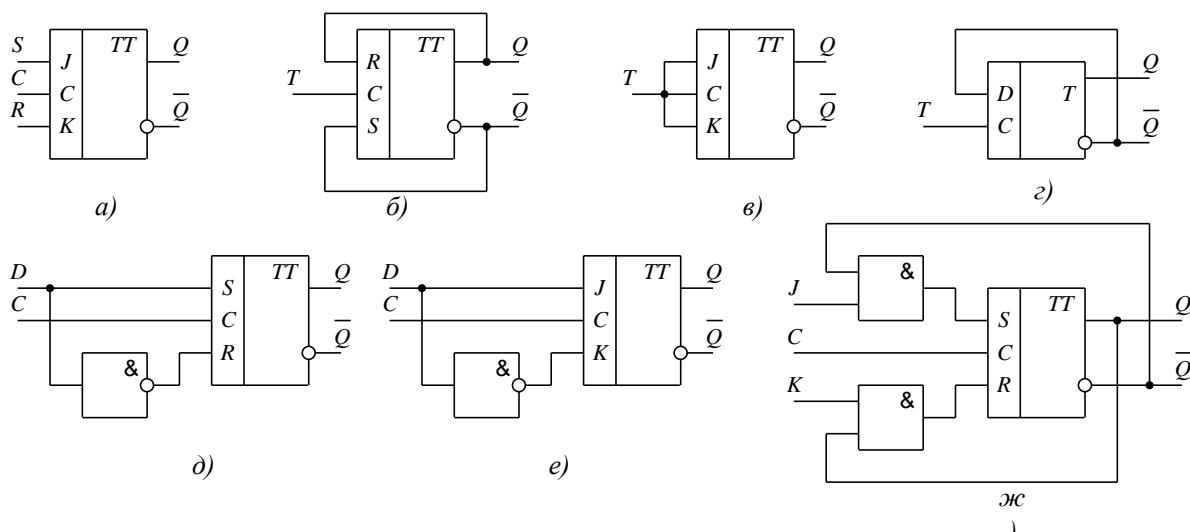 S J TT Q
C C
R K Q
а)
R TT Q
T C
S Q
б)
J TT Q
T C
K Q
в)
D T Q
T C Q
г)
D S TT Q
C C
& R Q
д)
D J TT Q
C C
& K Q
е)
&
J S TT Q
C C
K & R Q
ж
)